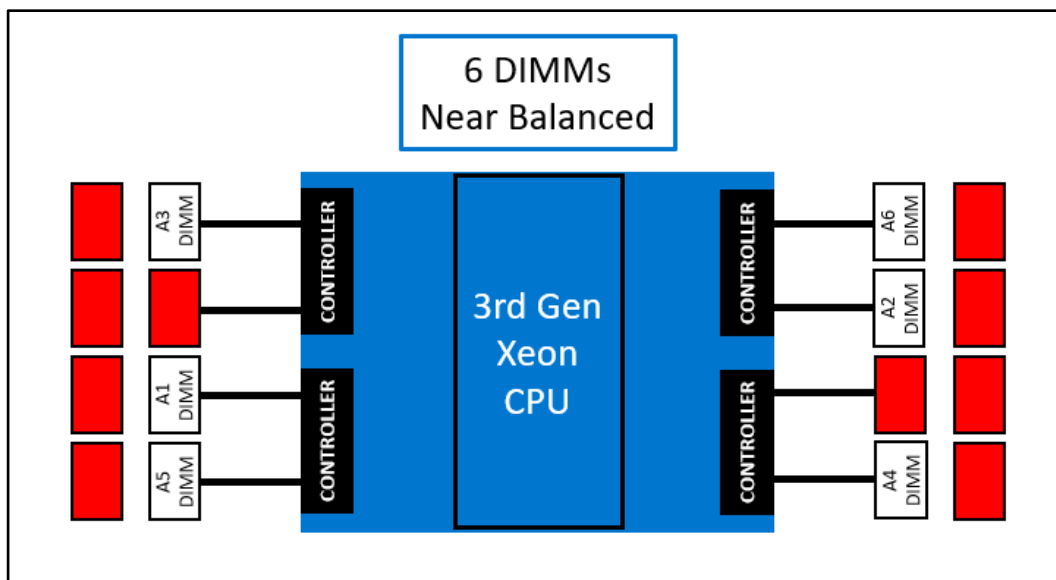 6 DIMMs
Near Balanced
A3
DIMM
CONTROLLER
CONTROLLER
A6
DIMM
A2
DIMM
3rd Gen
Xeon
CPU
A1
DIMM
CONTROLLER
CONTROLLER
A5
DIMM
A4
DIMM